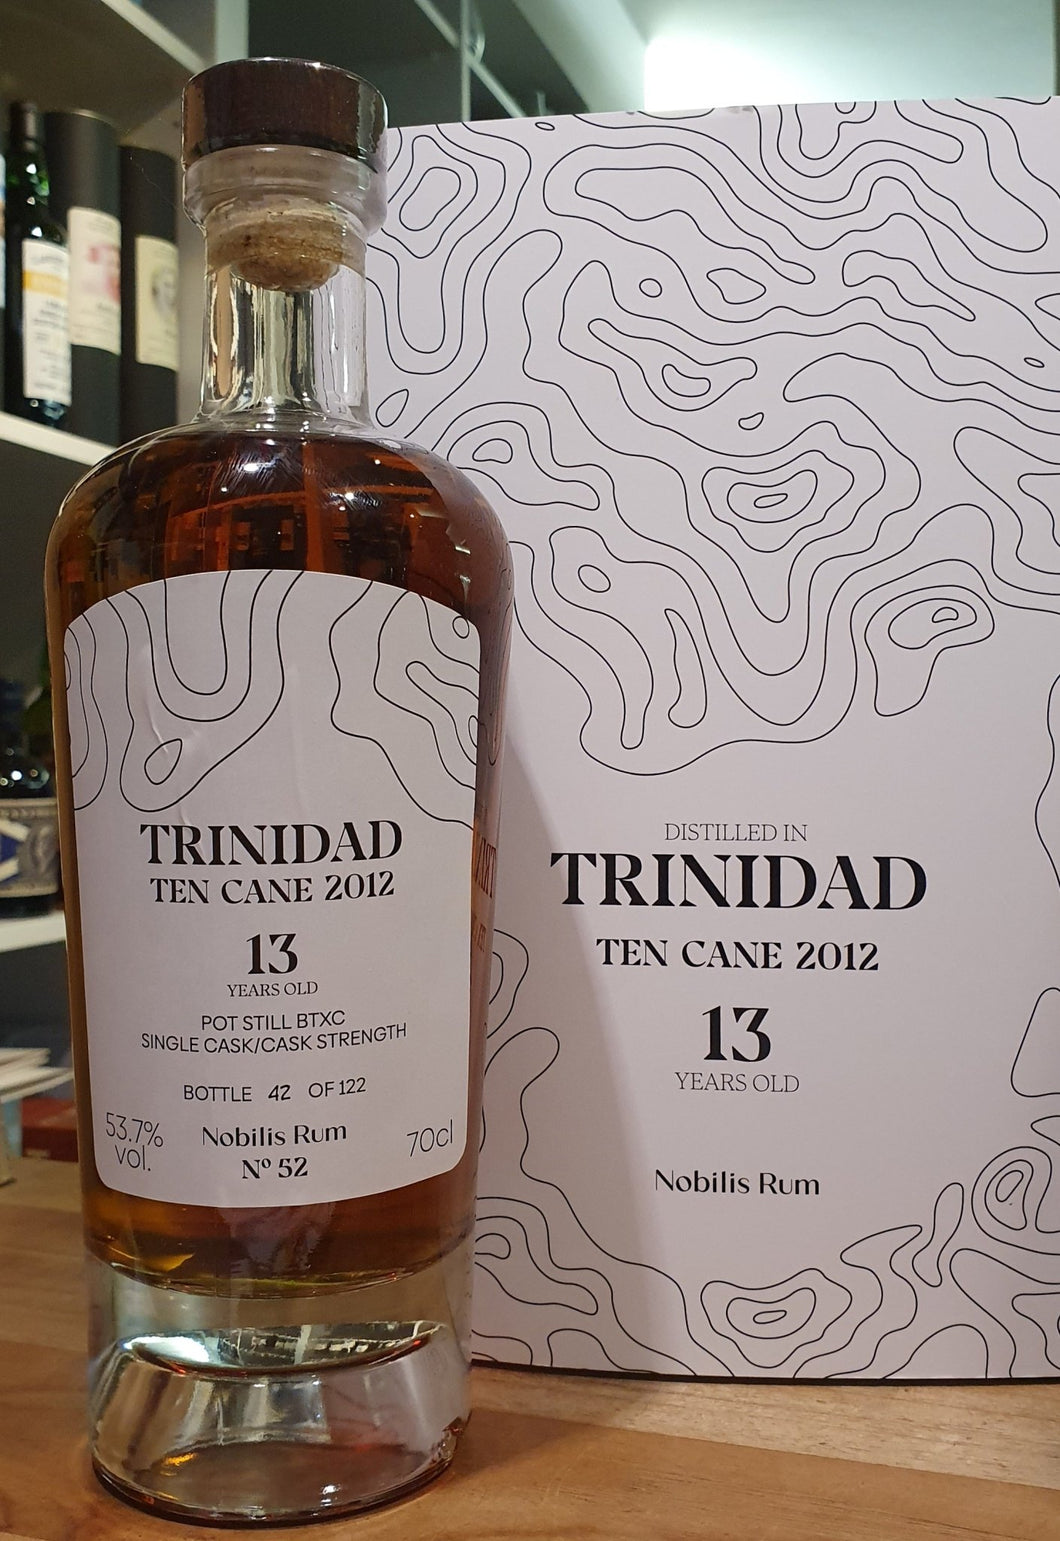 TRINIDAD
TEN CANE 2012
13
YEARS OLD
POT STILL BTXC
SINGLE CASK/CASK STRENGTH
BOTTLE 42 OF 122
53.7%
vol.
Nobilis Rum
Nº 52
70cl
DISTILLED IN
TRINIDAD
TEN CANE 2012
13
YEARS OLD
Nobilis Rum